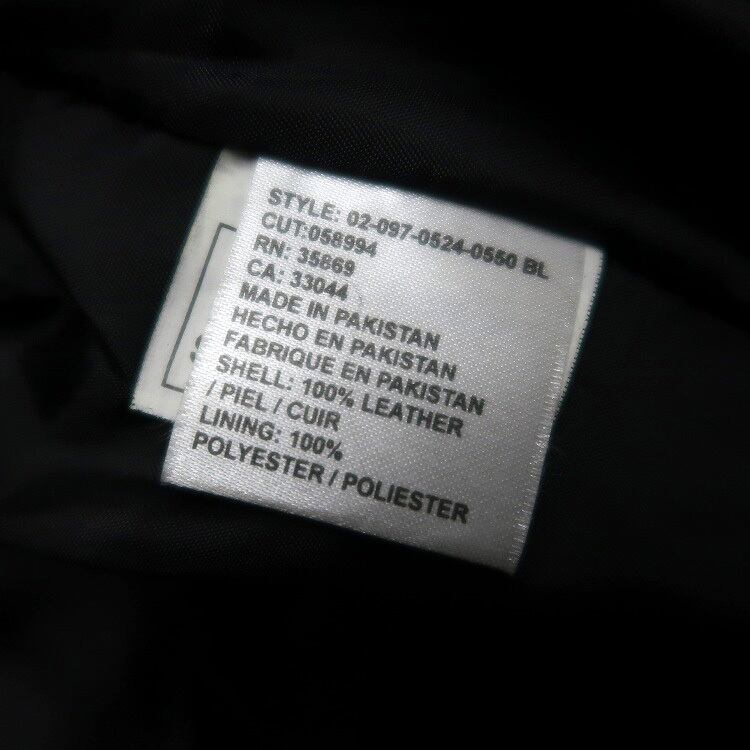 STYLE: 02-097-0524-0550 BL
CUT:058994
RN: 35869
CA: 33044
MADE IN PAKISTAN
HECHO EN PAKISTAN
FABRIQUE EN PAKISTAN
SHELL: 100% LEATHER
/ PIEL / CUIR
LINING: 100%
POLYESTER / POLIESTER